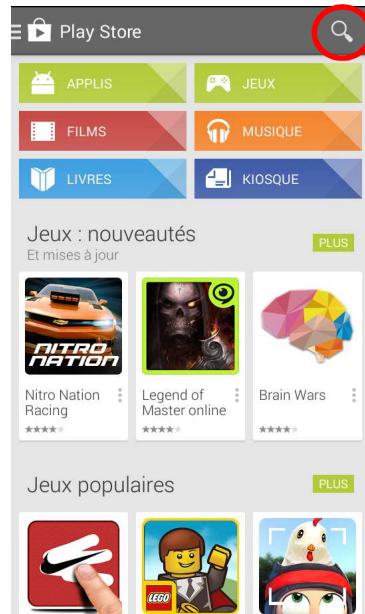 Play Store
APPLIS
JEUX
FILMS
MUSIQUE
LIVRES
KIOSQUE
Jeux : nouveautés
PLUS
Et mises à jour
NITRO
NATION
Nitro Nation
Racing
Legend of
Master online
Brain Wars
Jeux populaires
PLUS
LEGO